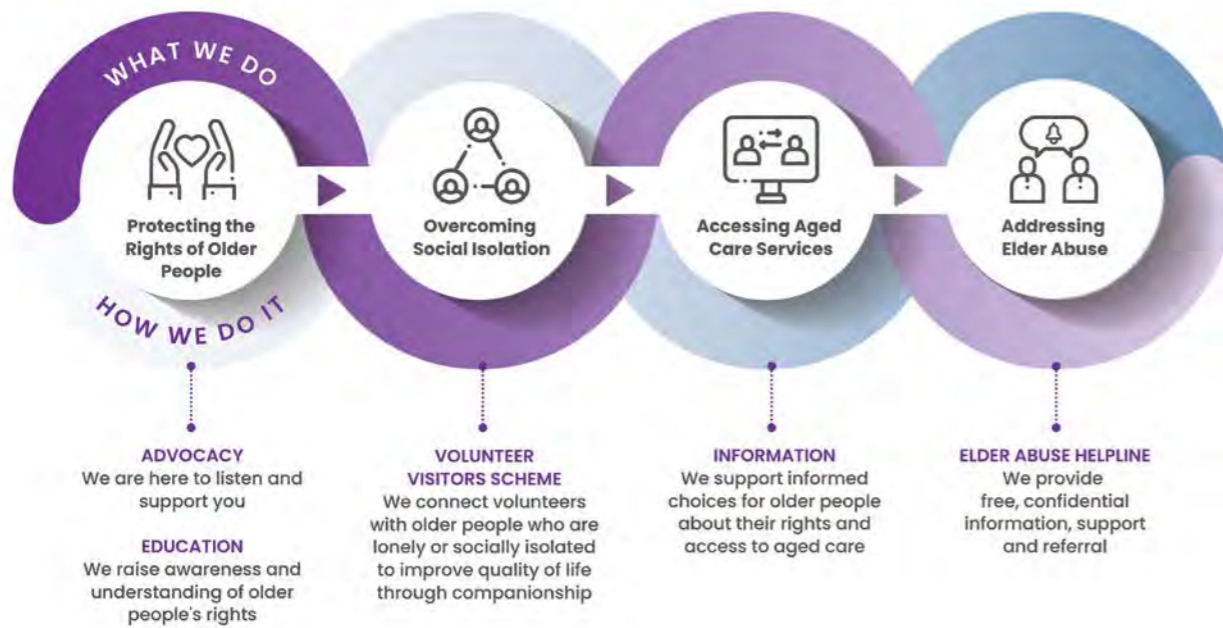 WHAT WE DO
Protecting the
Rights of Older
People
HOW WE DO IT
Overcoming
Social Isolation
Accessing Aged
Care Services
Addressing
Elder Abuse
ADVOCACY
We are here to listen and
support you
EDUCATION
We raise awareness and
understanding of older
people's rights
VOLUNTEER
VISITORS SCHEME
We connect volunteers
with older people who are
lonely or socially isolated
to improve quality of life
through companionship
INFORMATION
We support informed
choices for older people
about their rights and
access to aged care
ELDER ABUSE HELPLINE
We provide
free, confidential
information, support
and referral